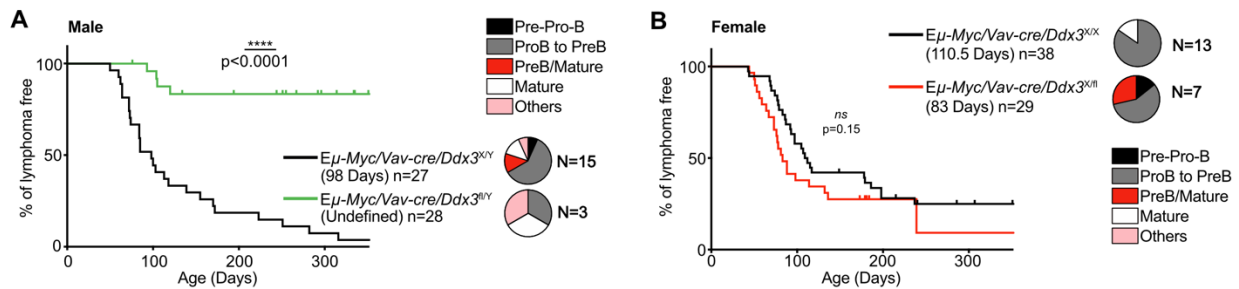 A
Male
****
p<0.0001
% of lymphoma free
100
50
0
0
100
200
300
Age (Days)
Pre-Pro-B
ProB to PreB
PreB/Mature
Mature
Others
Eμ-Myc/Vav-cre/Ddx3X/Y
(98 Days) n=27
N=15
Eμ-Myc/Vav-cre/Ddx3fl/Y
(Undefined) n=28
N=3
B
Female
% of lymphoma free
100
50
0
0
100
200
300
Age (Days)
Eμ-Myc/Vav-cre/Ddx3X/X
(110.5 Days) n=38
N=13
Eμ-Myc/Vav-cre/Ddx3X/fl
(83 Days) n=29
N=7
ns
p=0.15
Pre-Pro-B
ProB to PreB
PreB/Mature
Mature
Others